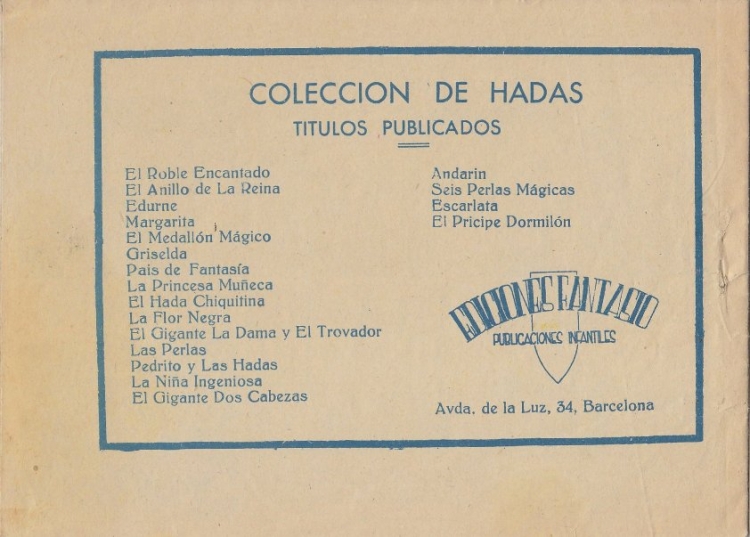 COLECCION DE HADAS
TITULOS PUBLICADOS
El Roble Encantado
El Anillo de La Reina
Edurne
Margarita
El Medallón Mágico
Griselda
Pais de Fantasía
La Princesa Muñeca
El Hada Chiquitina
La Flor Negra
El Gigante La Dama y El Trovador
Las Perlas
Pedrito y Las Hadas
La Niña Ingeniosa
El Gigante Dos Cabezas
Andarin
Seis Perlas Mágicas
Escarlata
El Pricipe Dormilón
EDICIONES FANTASIO
PUBLICACIONES INFANTILES
Avda. de la Luz, 34, Barcelona